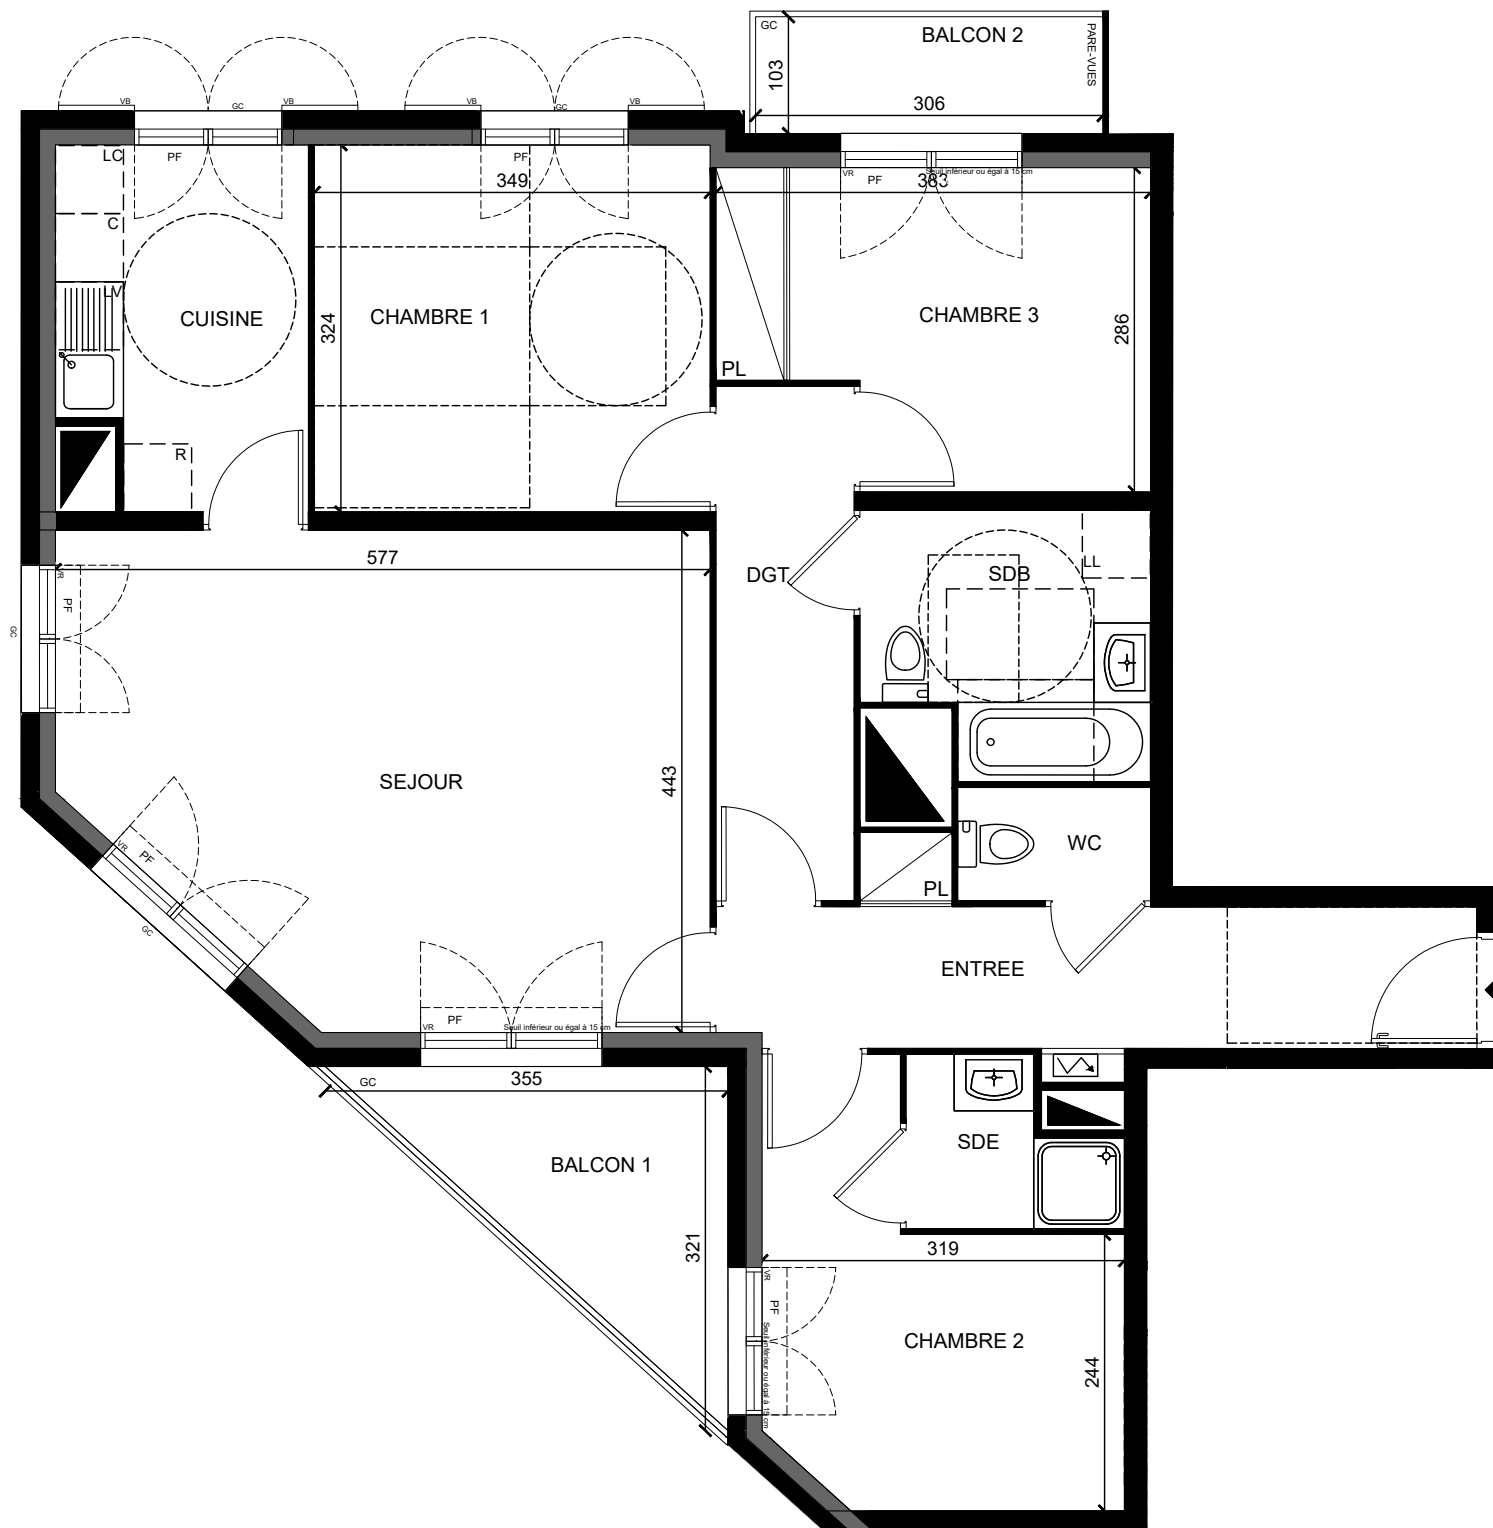 GC
BALCON 2
PARE-VUES
103
306
VB
GC
VB
VB
GC
VB
LC
PF
PF
VR
PF
Seuil inférieur ou égal à 15 cm
349
383
C
LV
CUISINE
CHAMBRE 1
324
CHAMBRE 3
286
PL
R
577
VR
PF
GC
DGT
SDB
LL
SEJOUR
443
WC
PL
VR
PF
GC
ENTREE
VR
PF
Seuil inférieur ou égal à 15 cm
GC
355
BALCON 1
SDE
321
319
VR
PF
Seuil inférieur ou égal à 15 cm
CHAMBRE 2
244